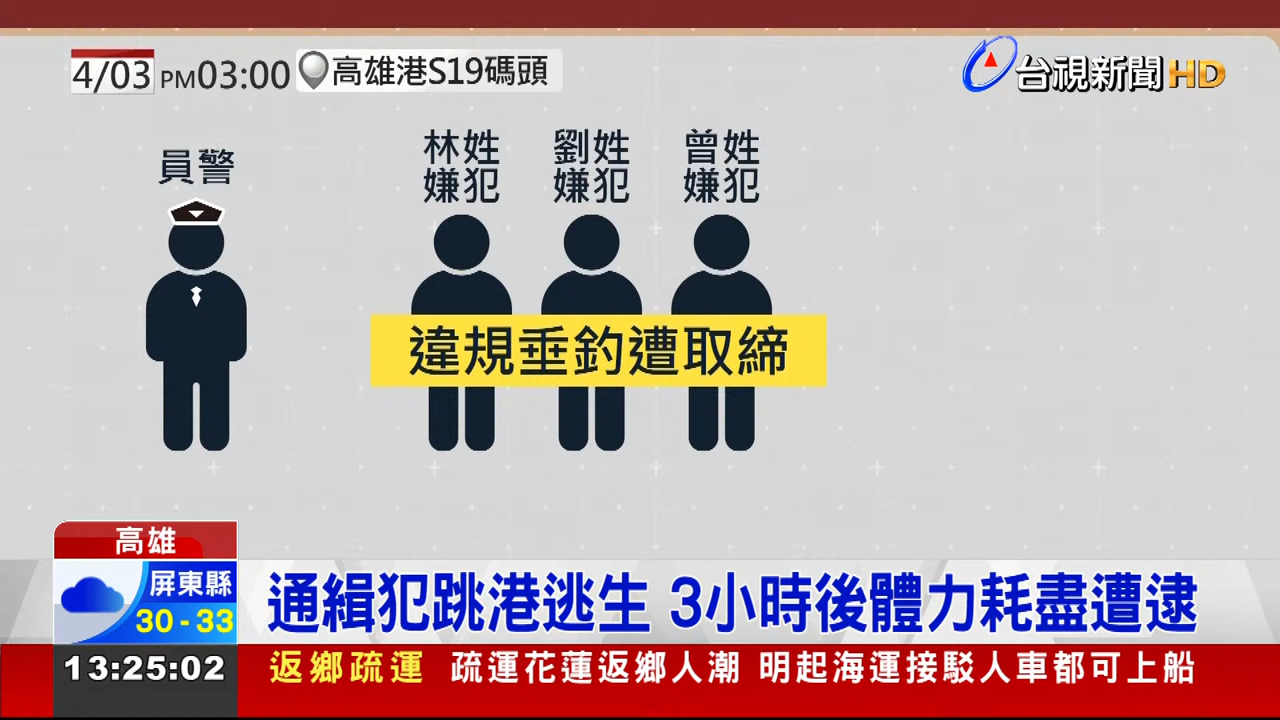 4/03 PM03:00 高雄港S19碼頭
台視新聞HD
員警
林姓
嫌犯
劉姓
嫌犯
曾姓
嫌犯
違規垂釣遭取締
高雄
屏東縣
30-33
通緝犯跳港逃生 3小時後體力耗盡遭逮
13:25:02
返鄉疏運 疏運花蓮返鄉人潮 明起海運接駁人車都可上船